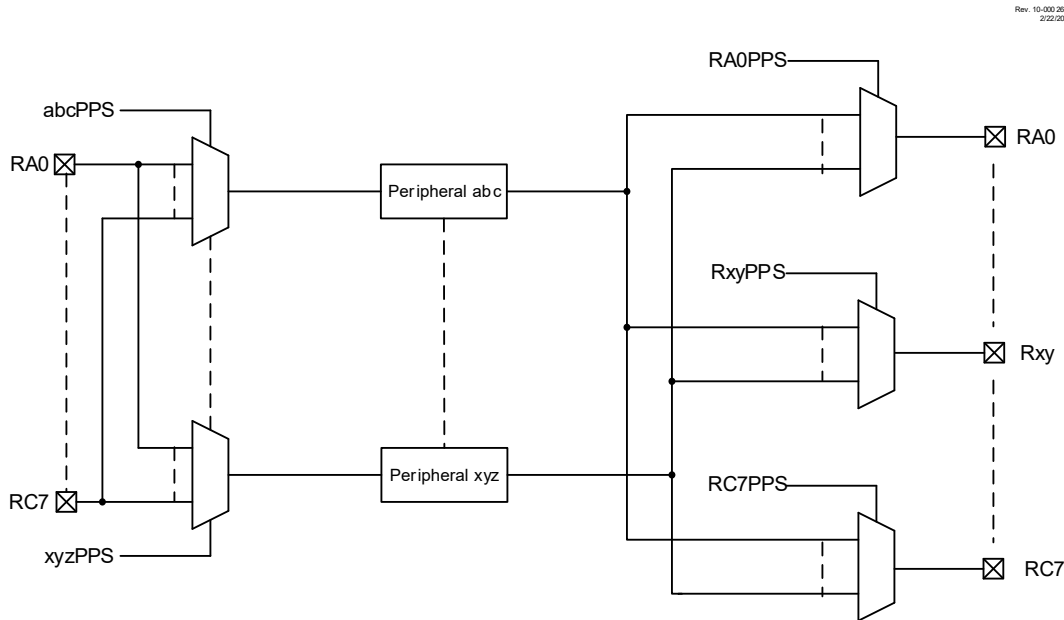 Rev. 10-000 26
2/22/20
RA0PPS
abcPPS
RA0
RA0
Peripheral abc
RxyPPS
Rxy
Peripheral xyz
RC7PPS
RC7
xyzPPS
RC7